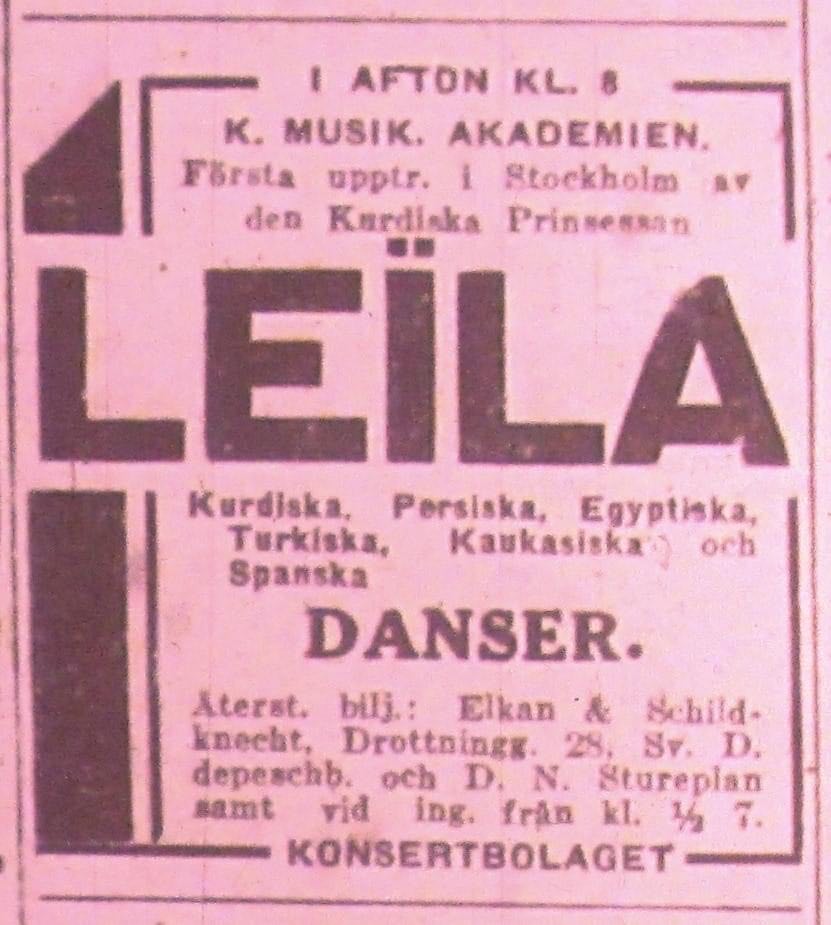 I AFTON KL. 8
K. MUSIK. AKADEMIEN.
Första upptr. i Stockholm av
den Kurdiska Prinsessan
LEÏLA
Kurdiska, Persiska, Egyptiska,
Turkiska, Kaukasiska och
Spanska
DANSER.
Återst. bilj.: Elkan & Schild-
knecht, Drottningg. 28, Sv. D.
depeschb. och D. N. Stureplan
samt vid ing. från kl. ½ 7.
KONSERTBOLAGET